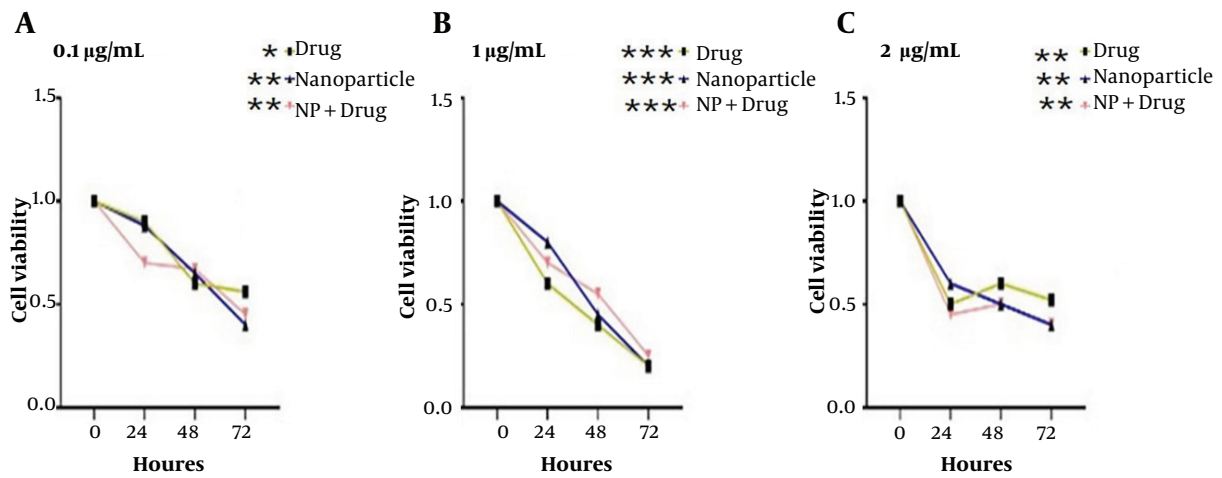 A
0.1 µg/mL
* Drug
** Nanoparticle
** NP + Drug
1.5
1.0
0.5
0.0
Cell viability
0 24 48 72
Houres
B
1 µg/mL
*** Drug
*** Nanoparticle
*** NP + Drug
1.5
1.0
0.5
0.0
Cell viability
0 24 48 72
Houres
C
2 µg/mL
** Drug
** Nanoparticle
** NP + Drug
1.5
1.0
0.5
0.0
Cell viability
0 24 48 72
Houres